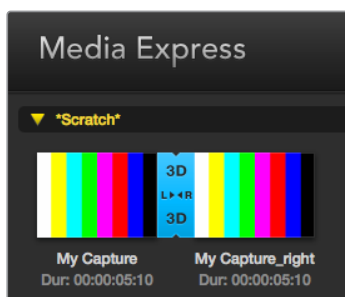 Media Express
*Scratch*
3D
L R
3D
My Capture My Capture_right
Dur: 00:00:05:10 Dur: 00:00:05:10